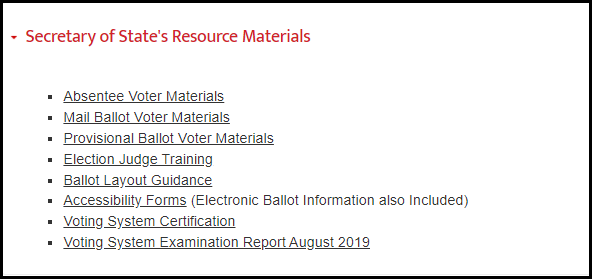 Secretary of State's Resource Materials
Absentee Voter Materials
Mail Ballot Voter Materials
Provisional Ballot Voter Materials
Election Judge Training
Ballot Layout Guidance
Accessibility Forms (Electronic Ballot Information also Included)
Voting System Certification
Voting System Examination Report August 2019